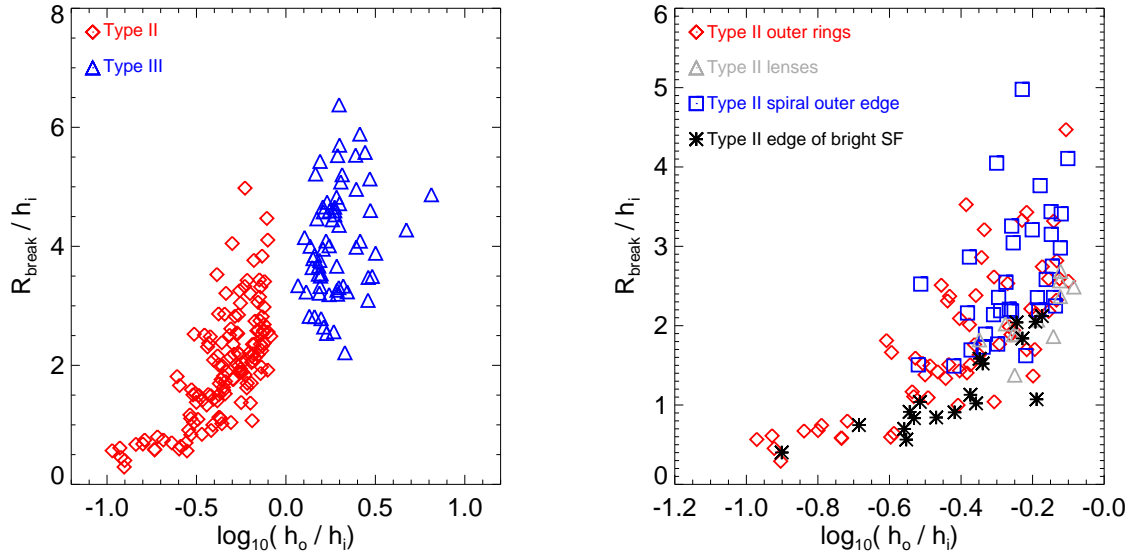 Type II
Type III
8
6
4
2
0
R_break / h_i
-1.0 -0.5 0.0 0.5 1.0
log_10( h_o / h_i)
Type II outer rings
Type II lenses
Type II spiral outer edge
Type II edge of bright SF
6
5
4
3
2
1
0
R_break / h_i
-1.2 -1.0 -0.8 -0.6 -0.4 -0.2 -0.0
log_10( h_o / h_i)